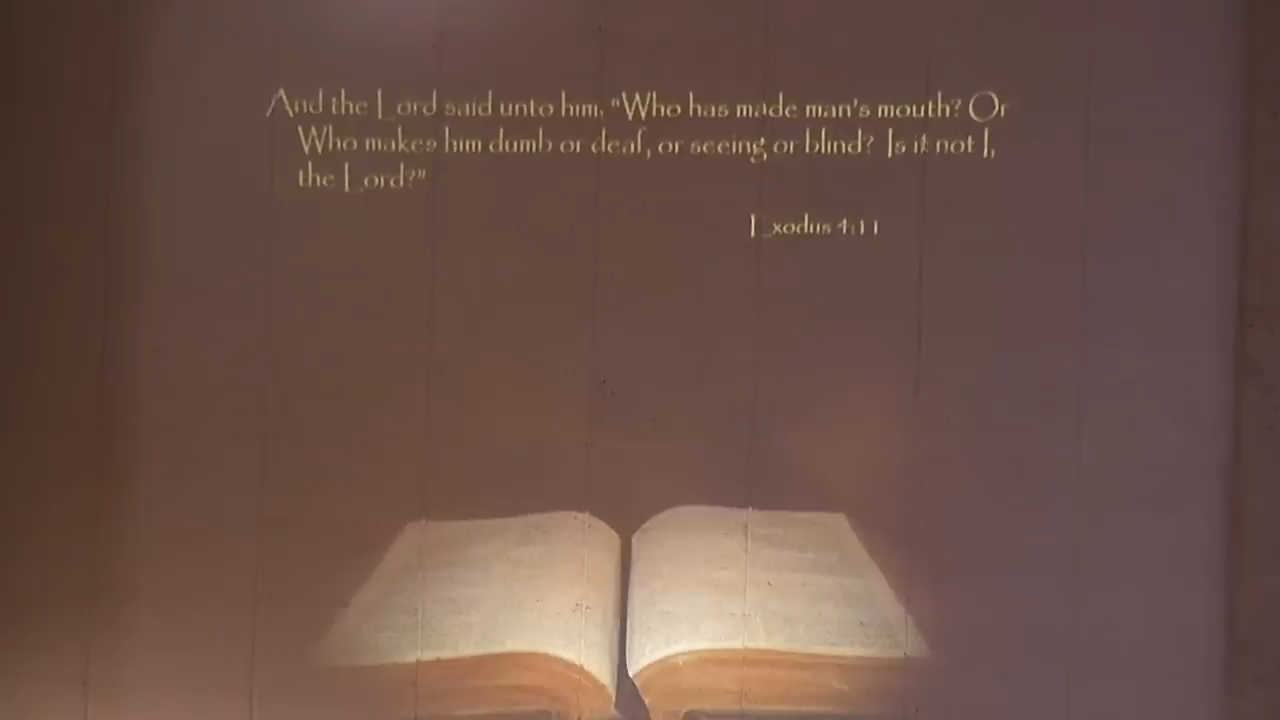 And the Lord said unto him, "Who has made man's mouth? Or
Who makes him dumb or deaf, or seeing or blind? Is it not I,
the Lord?"
Exodus 4:11